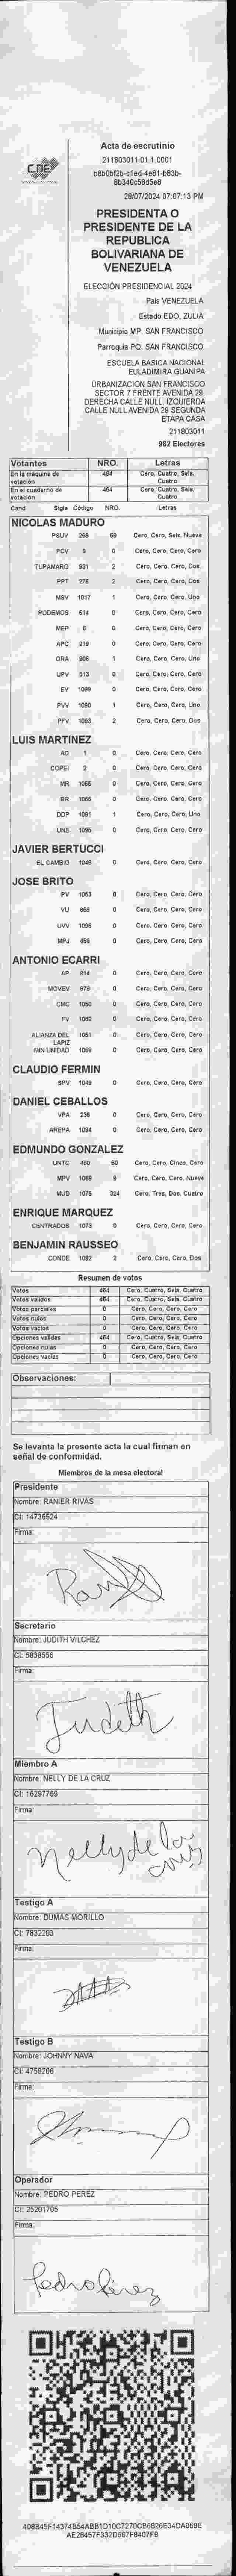 CNE
Acta de escrutinio
211803011.01.1.0001
28/07/2024 07:07:13 PM
PRESIDENTA O
PRESIDENTE DE LA
REPUBLICA
BOLIVARIANA DE
VENEZUELA
ELECCIÓN PRESIDENCIAL 2024
País VENEZUELA
Estado EDO. ZULIA
Municipio MP. SAN FRANCISCO
Parroquia PQ. SAN FRANCISCO
ESCUELA BASICA NACIONAL
EULADIMIRA GUANIPA
URBANIZACION SAN FRANCISCO
SECTOR 7 FRENTE AVENIDA 29.
DERECHA CALLE NULL. IZQUIERDA
CALLE NULL AVENIDA 29 SEGUNDA
ETAPA CASA
211803011
982 Electores
Votantes NRO. Letras
En la máquina de votación 464 Cero, Cuatro, Seis, Cuatro
En el cuaderno de votación 464 Cero, Cuatro, Seis, Cuatro
Cand Sigla Código NRO. Letras
NICOLAS MADURO
PSUV 269 69 Cero, Cero, Seis, Nueve
PCV 0 Cero, Cero, Cero, Cero
TUPAMARO 931 2 Cero, Cero, Cero, Dos
PPT 276 2 Cero, Cero, Cero, Dos
MSV 1017 1 Cero, Cero, Cero, Uno
PODEMOS 614 0 Cero, Cero, Cero, Cero
MEP 6 0 Cero, Cero, Cero, Cero
APC 219 0 Cero, Cero, Cero, Cero
ORA 906 1 Cero, Cero, Cero, Uno
UPV 613 0 Cero, Cero, Cero, Cero
EV 1099 0 Cero, Cero, Cero, Cero
PVV 1080 1 Cero, Cero, Cero, Uno
PFV 1093 2 Cero, Cero, Cero, Dos
LUIS MARTINEZ
AD 1 0 Cero, Cero, Cero, Cero
COPEI 2 0 Cero, Cero, Cero, Cero
MR 1065 0 Cero, Cero, Cero, Cero
BR 1066 0 Cero, Cero, Cero, Cero
DDP 1091 1 Cero, Cero, Cero, Uno
UNE 1095 0 Cero, Cero, Cero, Cero
JAVIER BERTUCCI
EL CAMBIO 1045 0 Cero, Cero, Cero, Cero
JOSE BRITO
PV 1063 0 Cero, Cero, Cero, Cero
VU 858 0 Cero, Cero, Cero, Cero
UVV 1096 0 Cero, Cero, Cero, Cero
MPJ 459 0 Cero, Cero, Cero, Cero
ANTONIO ECARRI
AP 814 0 Cero, Cero, Cero, Cero
MOVEV 979 0 Cero, Cero, Cero, Cero
CMC 1050 0 Cero, Cero, Cero, Cero
FV 1082 0 Cero, Cero, Cero, Cero
ALIANZA DEL LAPIZ 1051 0 Cero, Cero, Cero, Cero
MIN UNIDAD 1069 0 Cero, Cero, Cero, Cero
CLAUDIO FERMIN
SPV 1049 0 Cero, Cero, Cero, Cero
DANIEL CEBALLOS
VPA 236 0 Cero, Cero, Cero, Cero
AREPA 1094 0 Cero, Cero, Cero, Cero
EDMUNDO GONZALEZ
UNTC 460 50 Cero, Cero, Cinco, Cero
MPV 9 Cero, Cero, Cero, Nueve
MUD 1075 324 Cero, Tres, Dos, Cuatro
ENRIQUE MARQUEZ
CENTRADOS 1073 0 Cero, Cero, Cero, Cero
BENJAMIN RAUSSEO
CONDE 1092 2 Cero, Cero, Cero, Dos
Resumen de votos
Votos 464 Cero, Cuatro, Seis, Cuatro
Votos válidos 464 Cero, Cuatro, Seis, Cuatro
Votos parciales 0 Cero, Cero, Cero, Cero
Votos nulos 0 Cero, Cero, Cero, Cero
Votos vacíos 0 Cero, Cero, Cero, Cero
Opciones válidas 464 Cero, Cuatro, Seis, Cuatro
Opciones nulas 0 Cero, Cero, Cero, Cero
Opciones vacías 0 Cero, Cero, Cero, Cero
Observaciones:
Se levanta la presente acta la cual firman en
señal de conformidad.
Miembros de la mesa electoral
Presidente
Nombre: RANIER RIVAS
CI: 14736524
Firma:
Secretario
Nombre: JUDITH VILCHEZ
CI: 5838556
Firma:
Judith
Miembro A
Nombre: NELLY DE LA CRUZ
CI: 16297769
Firma:
Nelly de la cruz
Testigo A
Nombre: DUMAS MORILLO
CI: 7832203
Firma:
Testigo B
Nombre: JOHNNY NAVA
CI: 4758206
Firma:
Operador
Nombre: PEDRO PEREZ
CI: 25201705
Firma:
Pedro Pérez